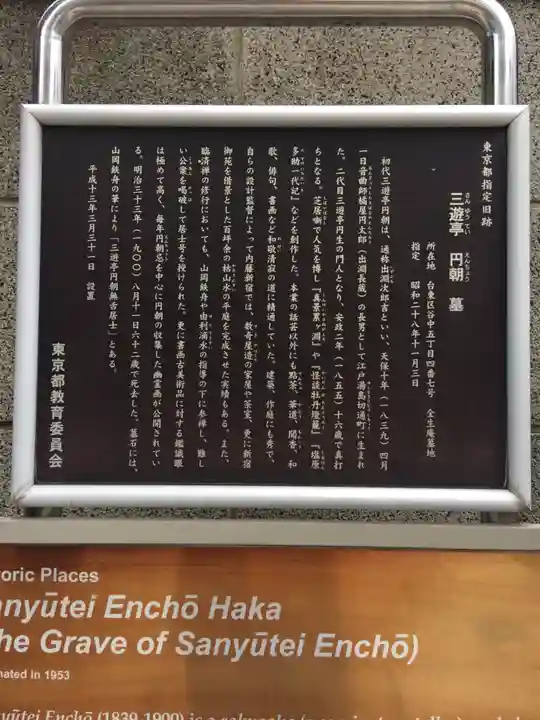 東京都指定旧跡
三遊亭 円朝 墓
さんゆうてい えんちょう
所在地 台東区谷中五丁目四番七号 全生庵墓地
指定 昭和二十八年十一月三日
初代三遊亭円朝は、通称出淵次郎吉といい、天保十年（一八三九）四月
一日音曲師橘屋円太郎（出淵長蔵）の長男として江戸湯島切通町に生まれ
た。二代目三遊亭円生の門人となり、安政二年（一八五五）十六歳で真打
ちとなる。芝居噺で人気を博し『真景累ヶ淵』や『怪談牡丹燈籠』『塩原
多助一代記』などを創作した。本業の話芸以外にも點茶、華道、聞香、和
歌、俳句、書画など和敬清寂の道に精通していた。建築、作庭にも秀で、
自らの設計監督によって内藤新宿では、数奇屋造の家屋や茶室、更に新宿
御苑を借景とした百坪余の枯山水の平庭を完成させた実績もある。また、
臨済禅の修行においても、山岡鉄舟や由利滴水の指導の下に参禅し、難し
い公案を喝破して居士号を授けられた。更に書画古美術品に対する鑑識眼
は極めて高く、毎年円朝忌を中心に円朝の収集した幽霊画が公開されてい
る。明治三十三年（一九〇〇）八月十一日六十二歳で死去した。墓石には、
山岡鉄舟の筆により「三遊亭円朝無舌居士」とある。
平成十三年三月三十一日 設置
東京都教育委員会
toric Places
anyūtei Enchō Haka
he Grave of Sanyūtei Enchō)
nated in 1953
yūtei Enchō (1839-1900) is a